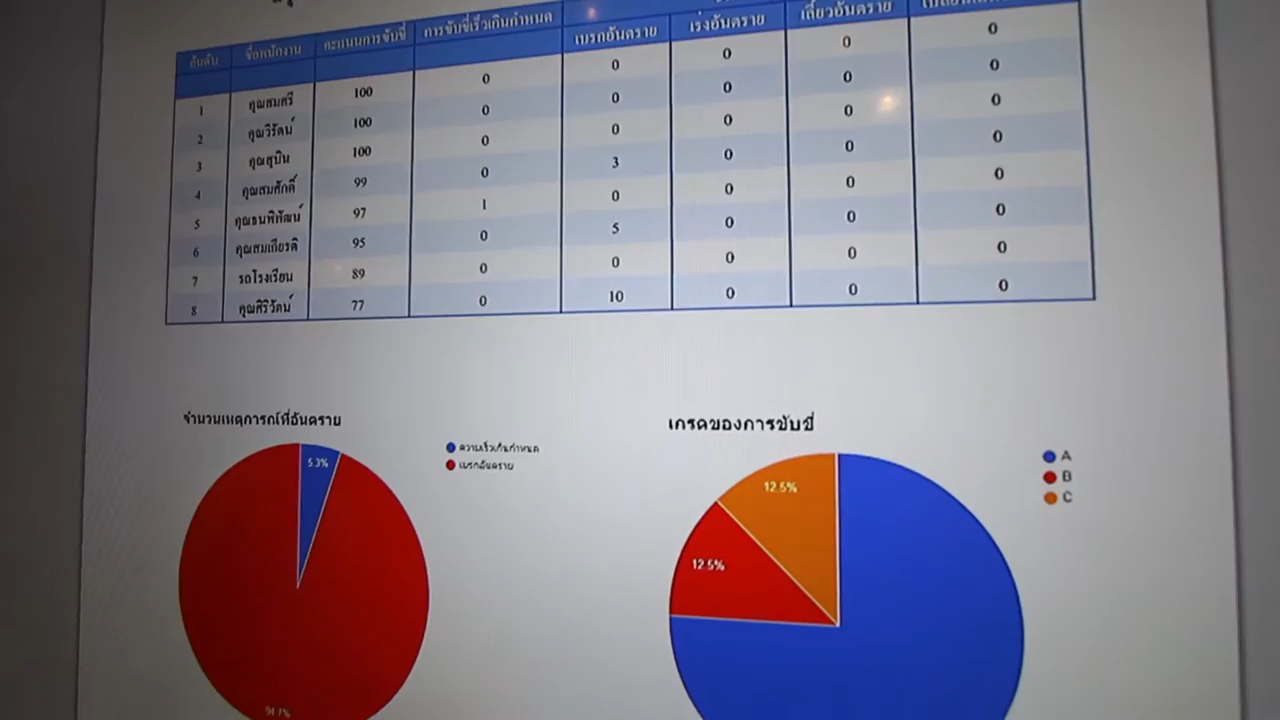 อันดับ ชื่อพนักงาน คะแนนการขับขี่ การขับขี่เร็วเกินกำหนด เบรกอันตราย เร่งอันตราย เลี้ยวอันตราย
1 คุณสมศรี 100 0 0 0 0 0
2 คุณวิรัตน์ 100 0 0 0 0 0
3 คุณสุบิน 100 0 0 0 0 0
4 คุณสมศักดิ์ 99 0 3 0 0 0
5 คุณธนพิพัฒน์ 97 1 0 0 0 0
6 คุณสมเกียรติ 95 0 5 0 0 0
7 รถโรงเรียน 89 0 0 0 0 0
8 คุณศิริวัตน์ 77 0 10 0 0 0
จำนวนเหตุการณ์ที่อันตราย
ความเร็วเกินกำหนด
เบรกอันตราย
5.3%
94.7%
เกรดของการขับขี่
A
B
C
12.5%
12.5%